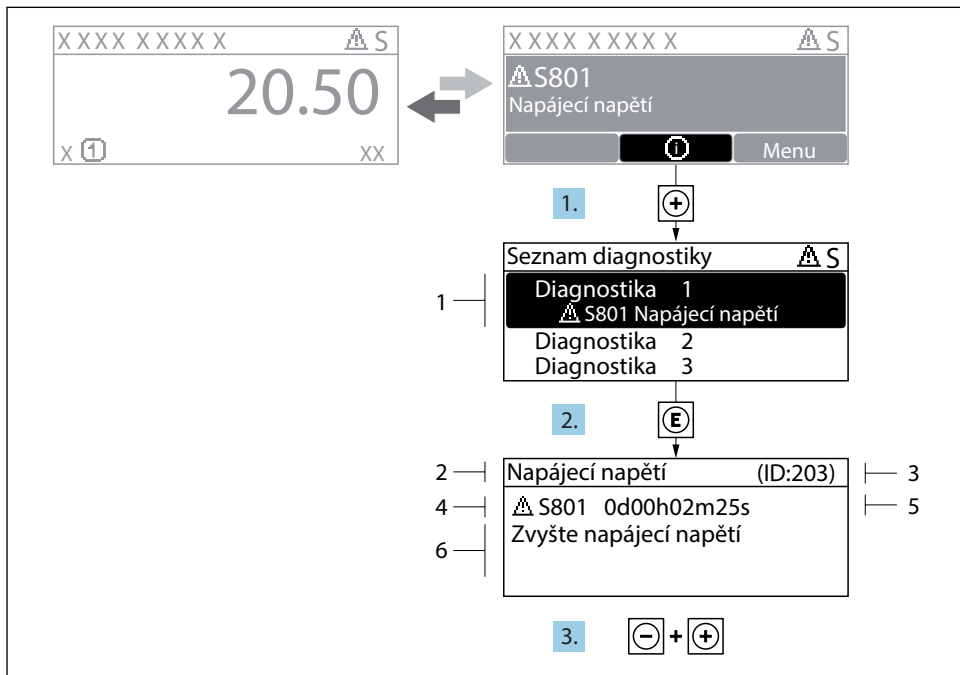 X XXXX X XXXX X ⚠ S
20.50
X 1 XX
X XXXX X XXXX X ⚠ S
⚠ S801
Napájecí napětí
i Menu
1. +
Seznam diagnostiky ⚠ S
1 Diagnostika 1
⚠ S801 Napájecí napětí
Diagnostika 2
Diagnostika 3
2. E
2 Napájecí napětí (ID:203) 3
4 ⚠ S801 0d00h02m25s 5
6 Zvyšte napájecí napětí
3. - + +